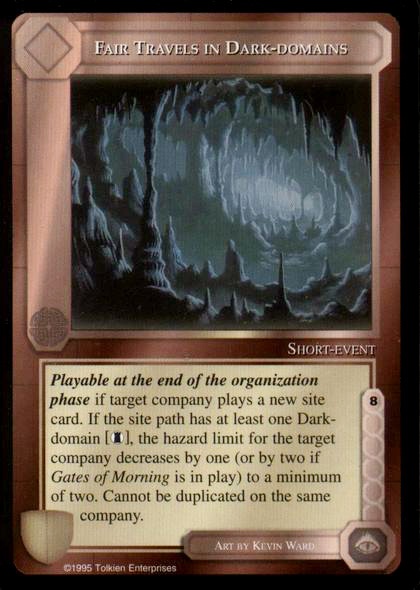 FAIR TRAVELS IN DARK-DOMAINS
SHORT-EVENT
Playable at the end of the organization
phase if target company plays a new site
card. If the site path has at least one Dark-
domain [ ], the hazard limit for the target
company decreases by one (or by two if
Gates of Morning is in play) to a minimum
of two. Cannot be duplicated on the same
company.
8
ART BY KEVIN WARD
©1995 Tolkien Enterprises